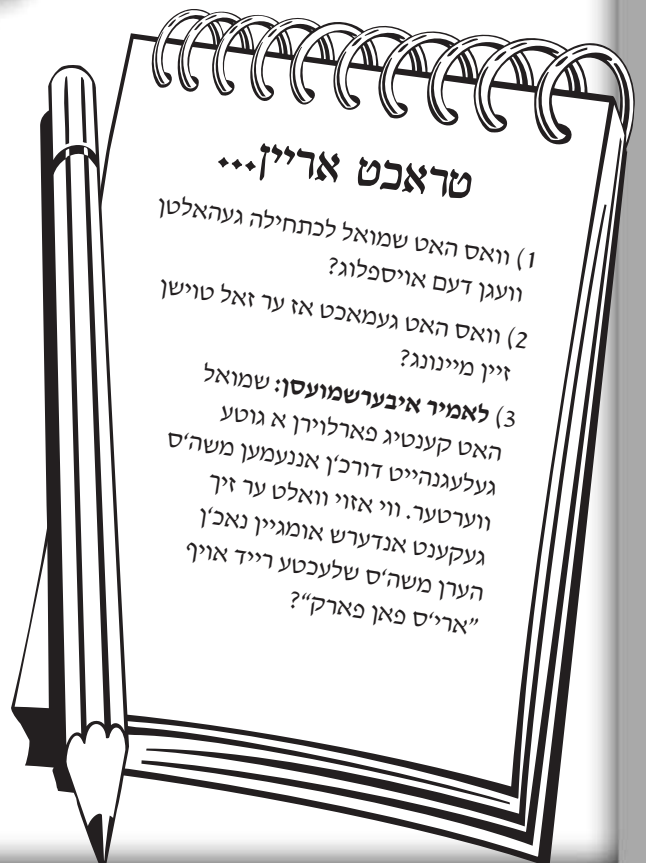 טראכט אריין...
1) וואס האט שמואל לכתחילה געהאלטן
וועגן דעם אויספלוג?
2) וואס האט געמאכט אז ער זאל טוישן
זיין מיינונג?
3) לאמיר איבערשמועסן: שמואל
האט קענטיג פארלוירן א גוטע
געלעגנהייט דורכ'ן אננעמען משה'ס
ווערטער. ווי אזוי וואלט ער זיך
געקענט אנדערש אומגיין נאכ'ן
הערן משה'ס שלעכטע רייד אויף
"ארי'ס פאן פארק"?